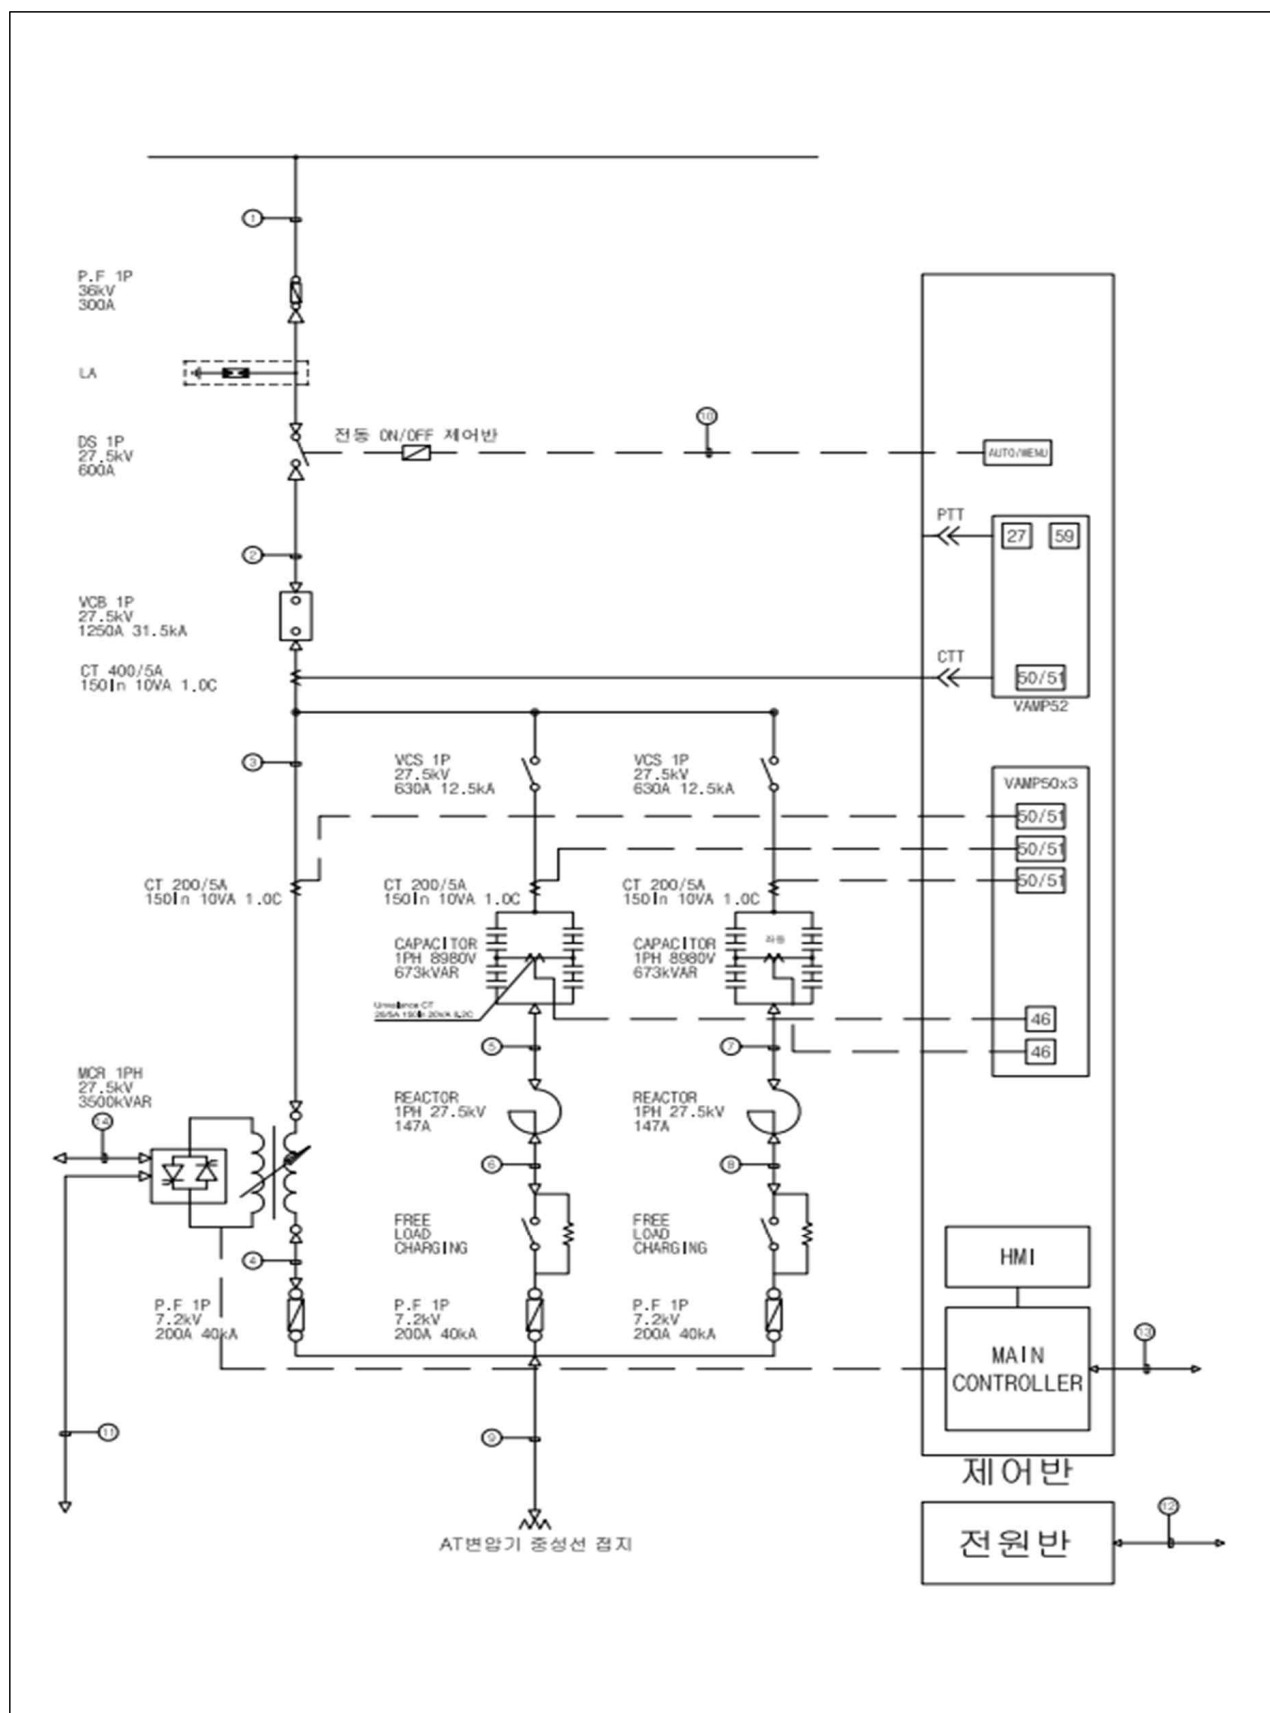 1
P.F 1P
36kV
300A
LA
DS 1P
27.5kV
600A
전동 ON/OFF 제어반
10
AUTO/MENU
PTT
27 59
2
VCB 1P
27.5kV
1250A 31.5kA
CT 400/5A
150In 10VA 1.0C
CTT
50/51
VAMP52
3
VCS 1P
27.5kV
630A 12.5kA
VCS 1P
27.5kV
630A 12.5kA
VAMP50x3
50/51
50/51
50/51
CT 200/5A
150In 10VA 1.0C
CT 200/5A
150In 10VA 1.0C
CT 200/5A
150In 10VA 1.0C
CAPACITOR
1PH 8980V
673kVAR
CAPACITOR
1PH 8980V
673kVAR
46
46
5
7
MCR 1PH
27.5kV
3500kVAR
14
REACTOR
1PH 27.5kV
147A
REACTOR
1PH 27.5kV
147A
6
8
FREE
LOAD
CHARGING
FREE
LOAD
CHARGING
4
P.F 1P
7.2kV
200A 40kA
P.F 1P
7.2kV
200A 40kA
P.F 1P
7.2kV
200A 40kA
HMI
MAIN
CONTROLLER
13
11
9
제어반
12
전원반
AT변압기 중성선 접지